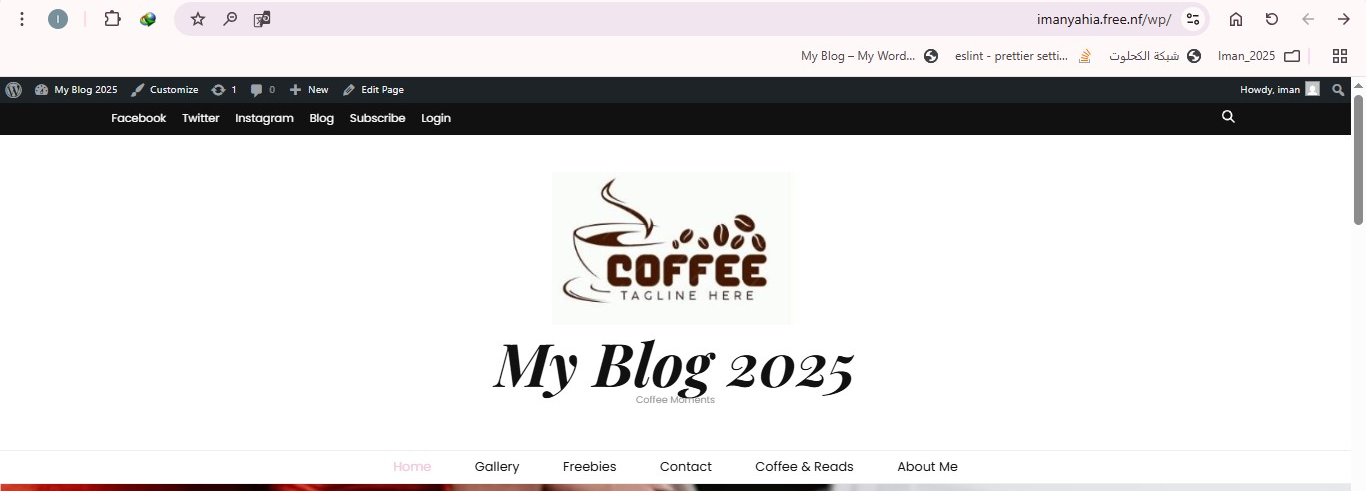 I
imanyahia.free.nf/wp/
My Blog – My Word...
eslint - prettier setti...
شبكة الكحلوت
Iman_2025
My Blog 2025 Customize 1 0 New Edit Page Howdy, iman
Facebook Twitter Instagram Blog Subscribe Login
COFFEE
TAGLINE HERE
My Blog 2025
Coffee Moments
Home Gallery Freebies Contact Coffee & Reads About Me